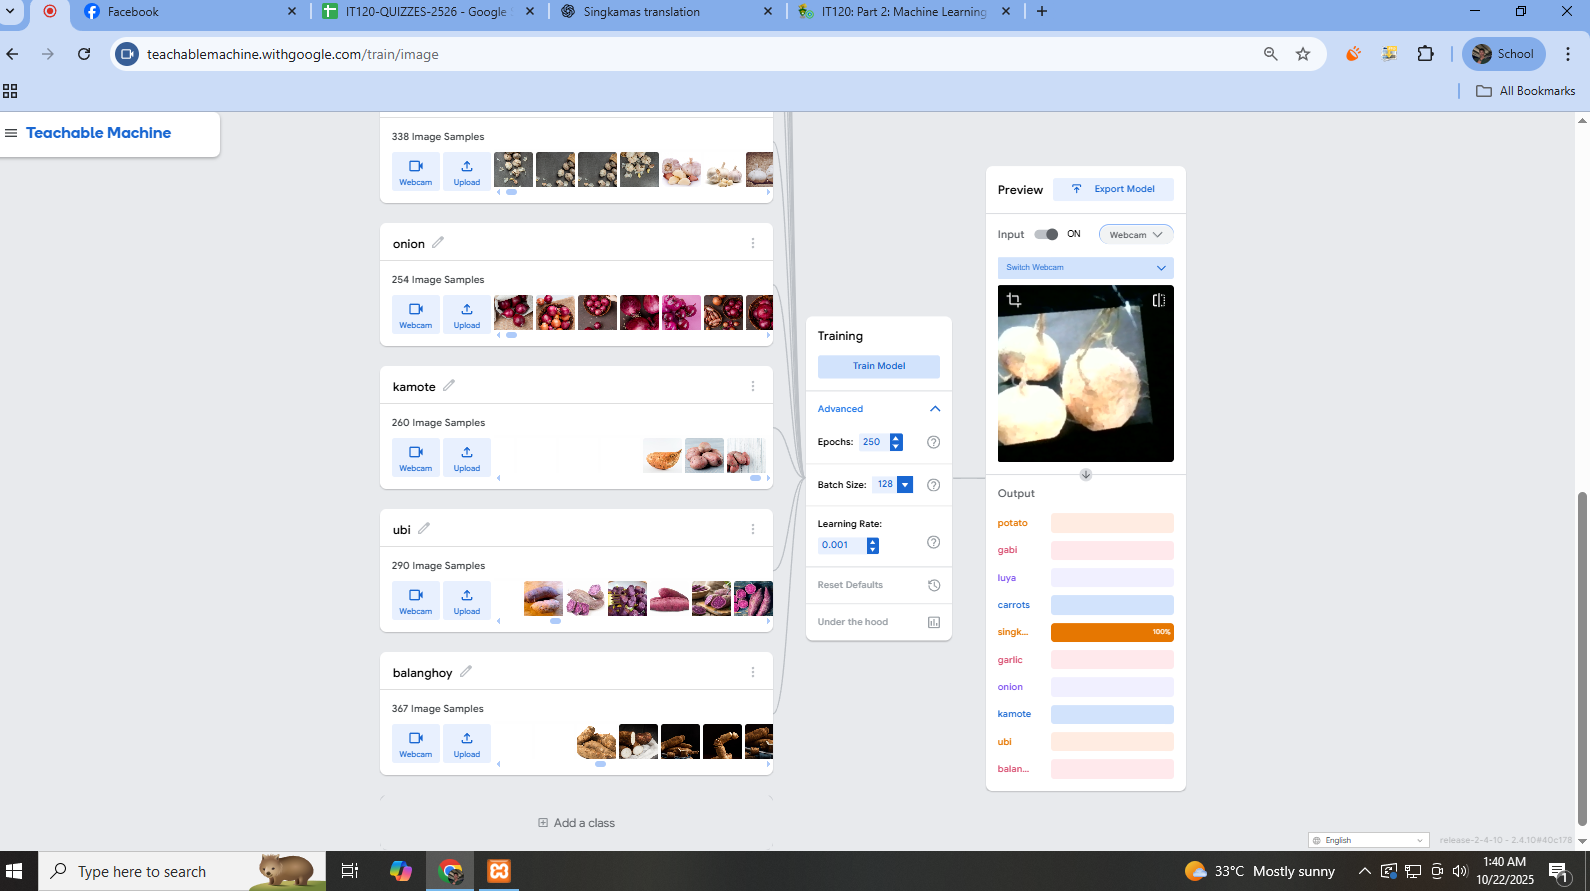 Facebook
IT120-QUIZZES-2526 - Google S
Singkamas translation
IT120: Part 2: Machine Learning
teachablemachine.withgoogle.com/train/image
School
All Bookmarks
Teachable Machine
338 Image Samples
Webcam
Upload
onion
254 Image Samples
Webcam
Upload
kamote
260 Image Samples
Webcam
Upload
ubi
290 Image Samples
Webcam
Upload
balanghoy
367 Image Samples
Webcam
Upload
Add a class
Training
Train Model
Advanced
Epochs: 250
Batch Size: 128
Learning Rate:
0.001
Reset Defaults
Under the hood
Preview
Export Model
Input ON Webcam
Switch Webcam
Output
potato
gabi
luya
carrots
singk... 100%
garlic
onion
kamote
ubi
balan...
English
release-2-4-10 - 2.4.10#40c178
Type here to search
33°C Mostly sunny
1:40 AM
10/22/2025
1